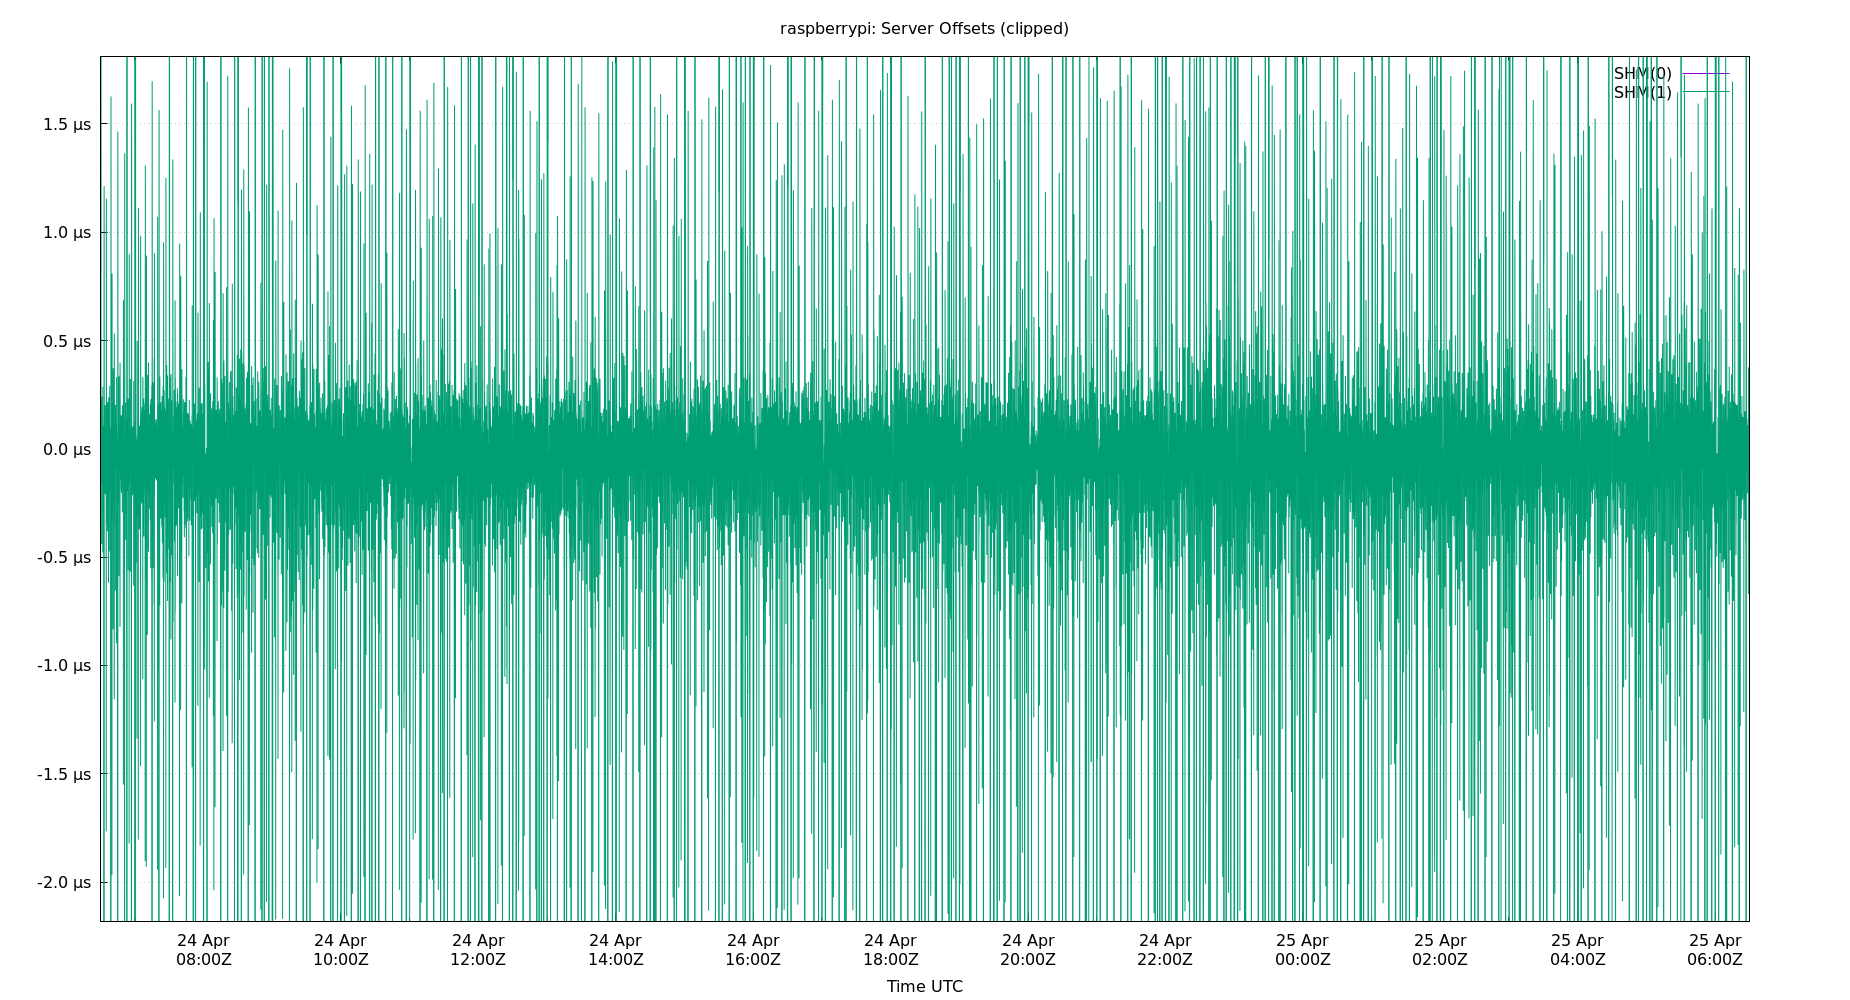 raspberrypi: Server Offsets (clipped)
SHM(0)
SHM(1)
1.5 µs
1.0 µs
0.5 µs
0.0 µs
-0.5 µs
-1.0 µs
-1.5 µs
-2.0 µs
24 Apr 24 Apr 24 Apr 24 Apr 24 Apr 24 Apr 24 Apr 24 Apr 25 Apr 25 Apr 25 Apr 25 Apr
08:00Z 10:00Z 12:00Z 14:00Z 16:00Z 18:00Z 20:00Z 22:00Z 00:00Z 02:00Z 04:00Z 06:00Z
Time UTC